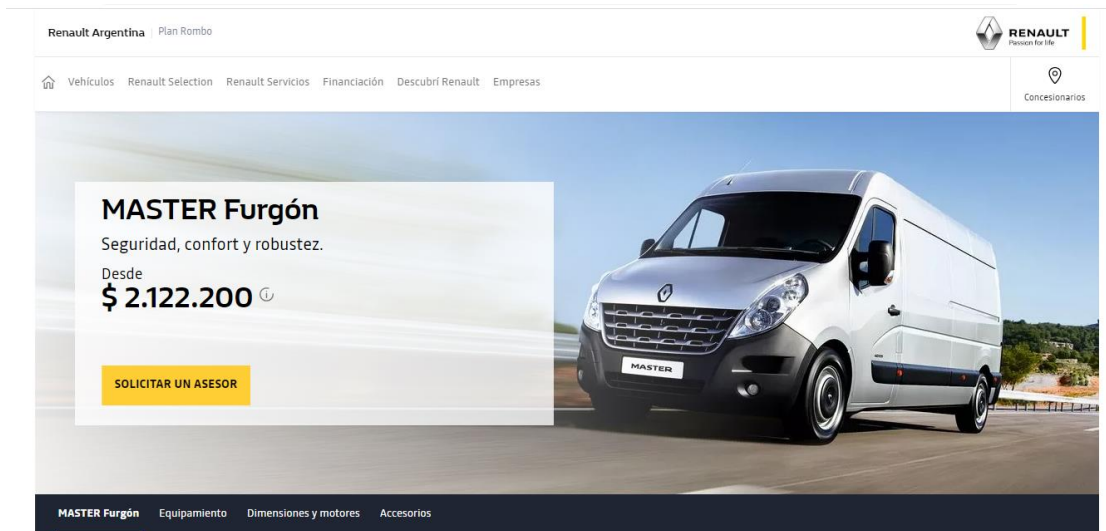 Renault Argentina | Plan Rombo
RENAULT
Passion for life
Vehículos Renault Selection Renault Servicios Financiación Descubrí Renault Empresas
Concesionarios
MASTER Furgón
Seguridad, confort y robustez.
Desde
$ 2.122.200
SOLICITAR UN ASESOR
MASTER
MASTER Furgón Equipamiento Dimensiones y motores Accesorios